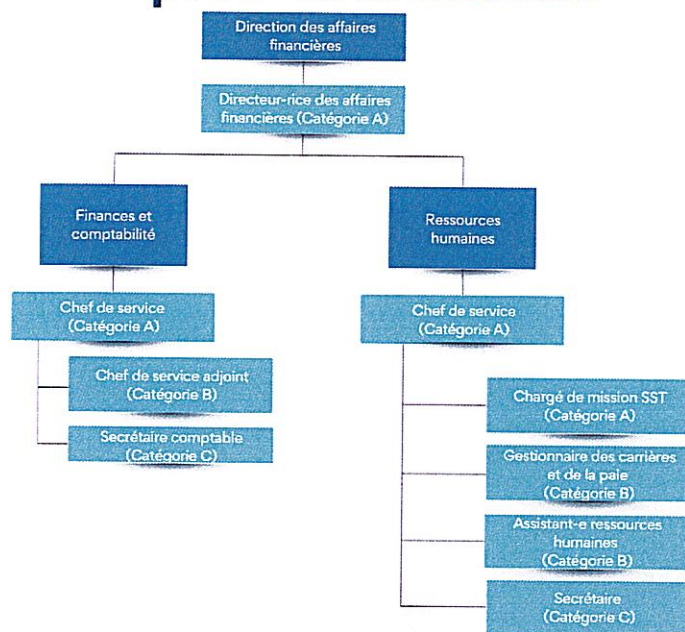 Direction des affaires
financières
Directeur-rice des affaires
financières (Catégorie A)
Finances et
comptabilité
Chef de service
(Catégorie A)
Chef de service adjoint
(Catégorie B)
Secrétaire comptable
(Catégorie C)
Ressources
humaines
Chef de service
(Catégorie A)
Chargé de mission SST
(Catégorie A)
Gestionnaire des carrières
et de la paie
(Catégorie B)
Assistant-e ressources
humaines
(Catégorie B)
Secrétaire
(Catégorie C)